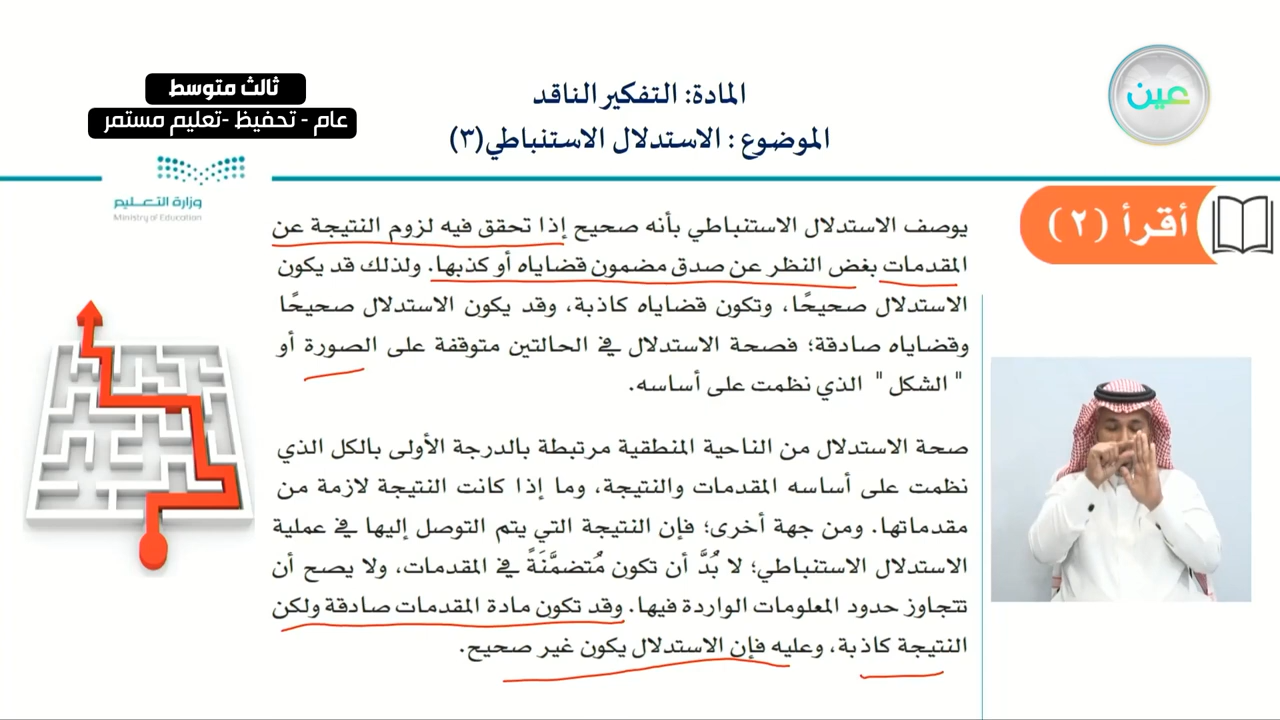 ثالث متوسط
عام - تحفيظ -تعليم مستمر
المادة: التفكير الناقد
الموضوع : الاستدلال الاستنباطي(٣)
عين
وزارة التعليم
Ministry of Education
أقرأ (٢)
يوصف الاستدلال الاستنباطي بأنه صحيح إذا تحقق فيه لزوم النتيجة عن
المقدمات بغض النظر عن صدق مضمون قضاياه أو كذبها. ولذلك قد يكون
الاستدلال صحيحًا، وتكون قضاياه كاذبة، وقد يكون الاستدلال صحيحًا
وقضاياه صادقة؛ فصحة الاستدلال في الحالتين متوقفة على الصورة أو
"الشكل" الذي نظمت على أساسه.
صحة الاستدلال من الناحية المنطقية مرتبطة بالدرجة الأولى بالكل الذي
نظمت على أساسه المقدمات والنتيجة، وما إذا كانت النتيجة لازمة من
مقدماتها. ومن جهة أخرى؛ فإن النتيجة التي يتم التوصل إليها في عملية
الاستدلال الاستنباطي؛ لا بُدَّ أن تكون مُتضمَّنَةً في المقدمات، ولا يصح أن
تتجاوز حدود المعلومات الواردة فيها. وقد تكون مادة المقدمات صادقة ولكن
النتيجة كاذبة، وعليه فإن الاستدلال يكون غير صحيح.